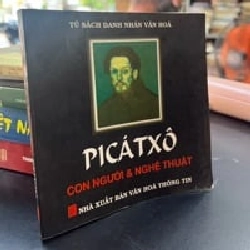 TỦ SÁCH DANH NHÂN VĂN HOÁ
PICÁTXÔ
CON NGƯỜI & NGHỆ THUẬT
NHÀ XUẤT BẢN VĂN HOÁ THÔNG TIN